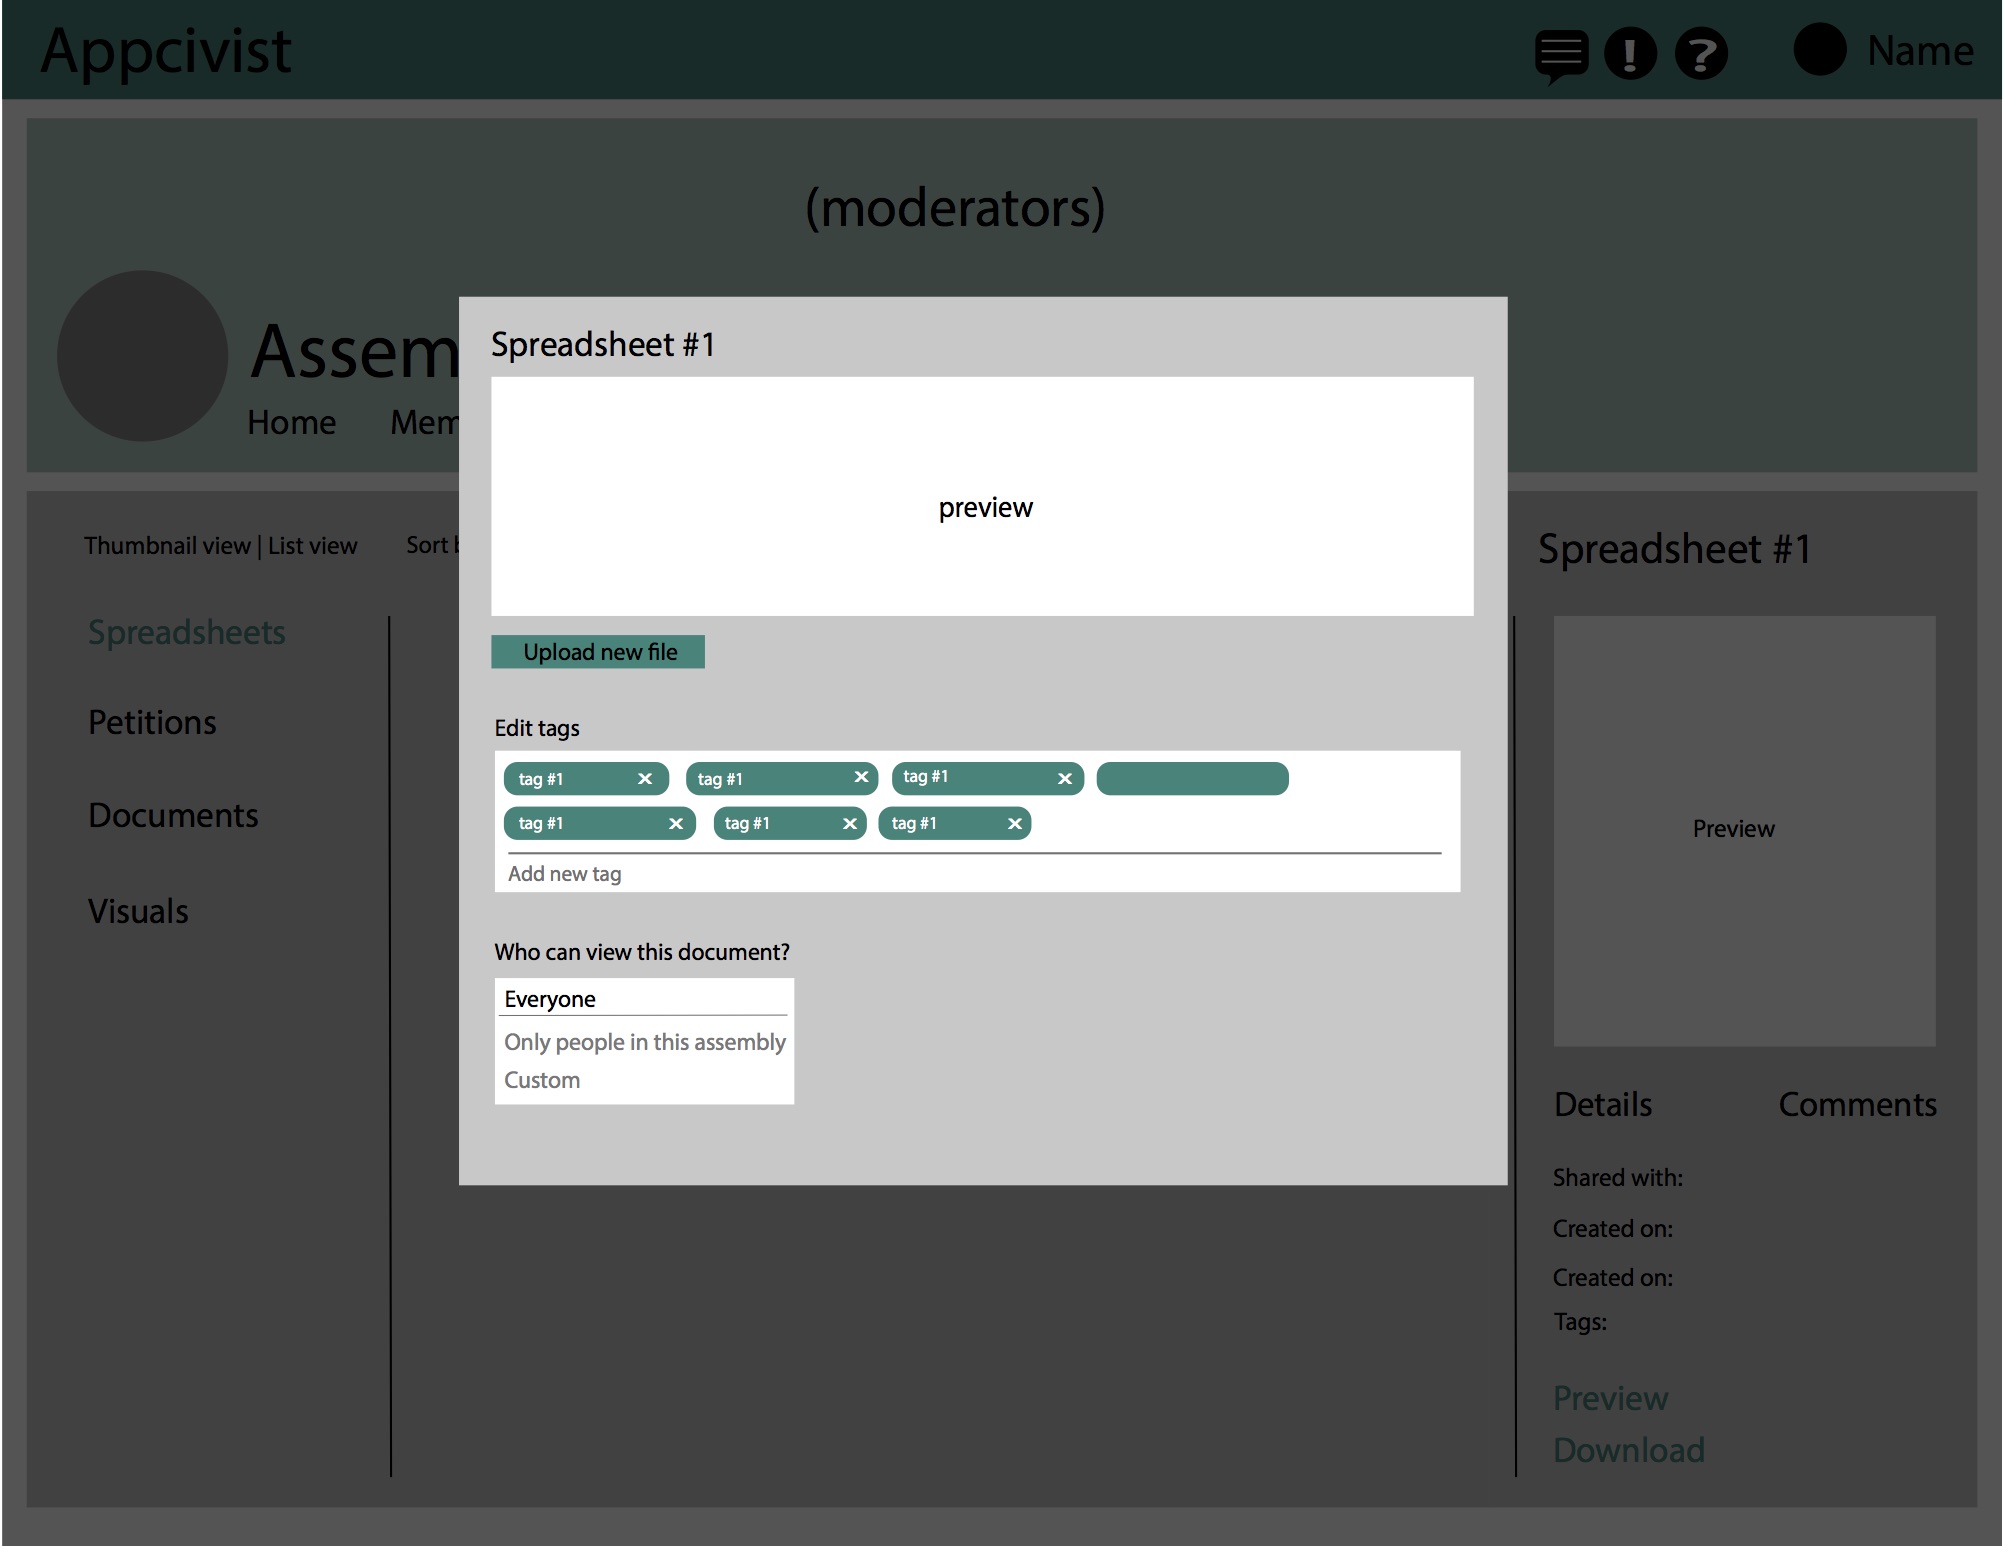 Appcivist
! ? Name
(moderators)
Assem
Home Mem
Thumbnail view | List view Sort b
Spreadsheets
Petitions
Documents
Visuals
Spreadsheet #1
preview
Upload new file
Edit tags
tag #1 x tag #1 x tag #1 x
tag #1 x tag #1 x tag #1 x
Add new tag
Who can view this document?
Everyone
Only people in this assembly
Custom
Spreadsheet #1
Preview
Details Comments
Shared with:
Created on:
Created on:
Tags:
Preview
Download